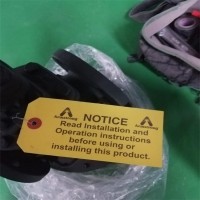 NOTICE
Read Installation and
Operation instructions
before using or
installing this product.